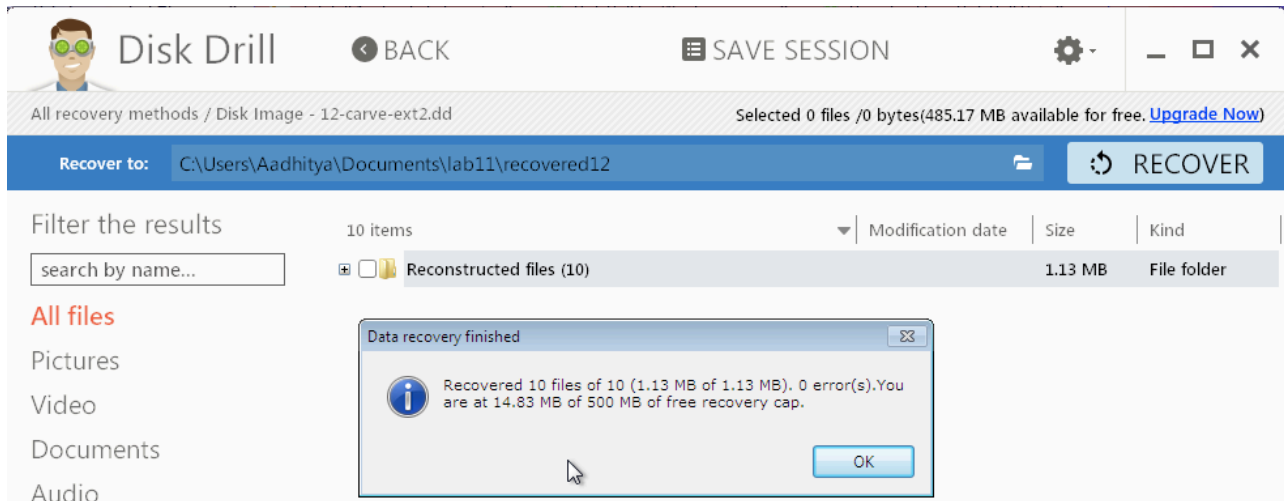 Disk Drill BACK SAVE SESSION
All recovery methods / Disk Image - 12-carve-ext2.dd Selected 0 files /0 bytes(485.17 MB available for free. Upgrade Now)
Recover to: C:\Users\Aadhitya\Documents\lab11\recovered12 RECOVER
Filter the results
10 items Modification date Size Kind
search by name...
Reconstructed files (10) 1.13 MB File folder
All files
Pictures
Video
Documents
Audio
Data recovery finished
Recovered 10 files of 10 (1.13 MB of 1.13 MB). 0 error(s).You
are at 14.83 MB of 500 MB of free recovery cap.
OK